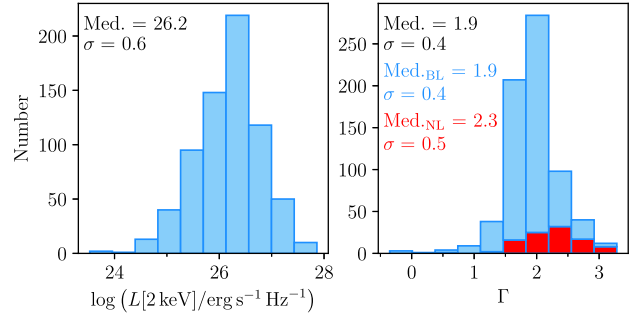 Med. = 26.2
σ = 0.6
200
150
100
50
0
Number
24
26
28
log (L[2 keV]/erg s⁻¹ Hz⁻¹)
Med. = 1.9
σ = 0.4
Med.BL = 1.9
σ = 0.4
Med.NL = 2.3
σ = 0.5
250
200
150
100
50
0
0
1
2
3
Γ